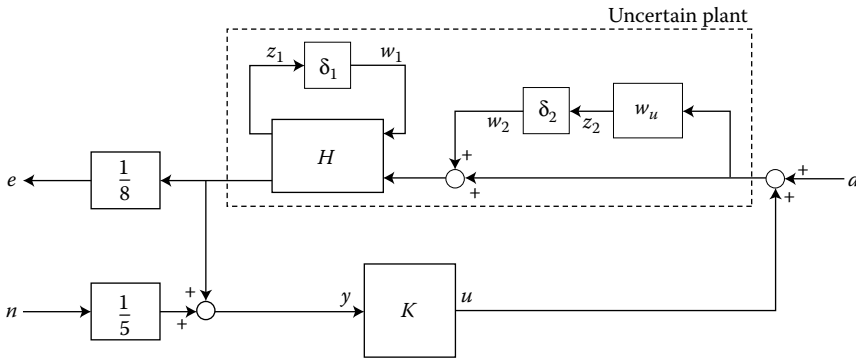 Uncertain plant
z1 δ1 w1
w2 δ2 z2 wu
H
e 1/8
+ +
+ + d
n 1/5
+ +
y K u